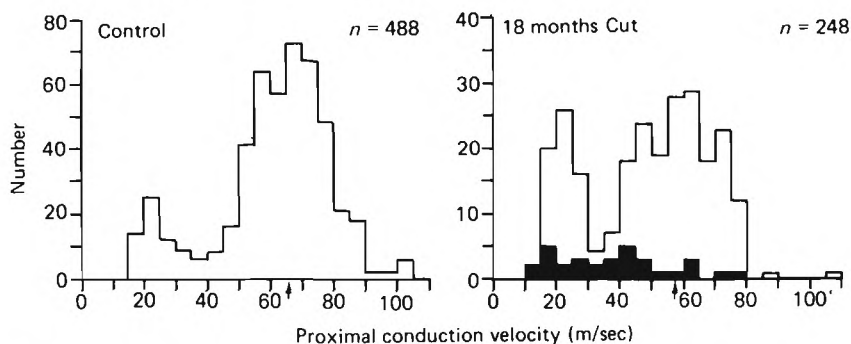 Control
n = 488
80
60
40
20
0
Number
0 20 40 60 80 100
18 months Cut
n = 248
40
30
20
10
0
0 20 40 60 80 100
Proximal conduction velocity (m/sec)